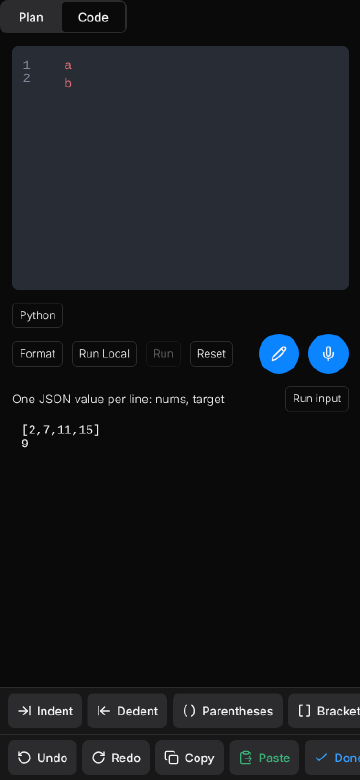 Plan Code
1 a
2 b
Python
Format Run Local Run Reset
One JSON value per line: nums, target Run input
[2,7,11,15]
9
Indent Dedent () Parentheses [] Bracket
Undo Redo Copy Paste Done